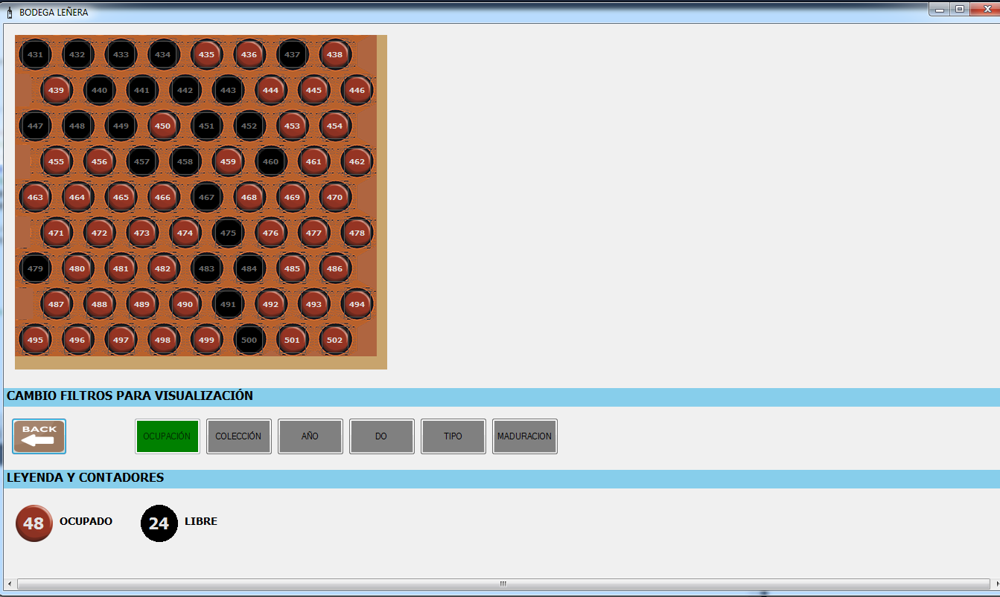 BODEGA LEÑERA
431 432 433 434 435 436 437 438
439 440 441 442 443 444 445 446
447 448 449 450 451 452 453 454
455 456 457 458 459 460 461 462
463 464 465 466 467 468 469 470
471 472 473 474 475 476 477 478
479 480 481 482 483 484 485 486
487 488 489 490 491 492 493 494
495 496 497 498 499 500 501 502
CAMBIO FILTROS PARA VISUALIZACIÓN
BACK OCUPACIÓN COLECCIÓN AÑO DO TIPO MADURACION
LEYENDA Y CONTADORES
48 OCUPADO 24 LIBRE